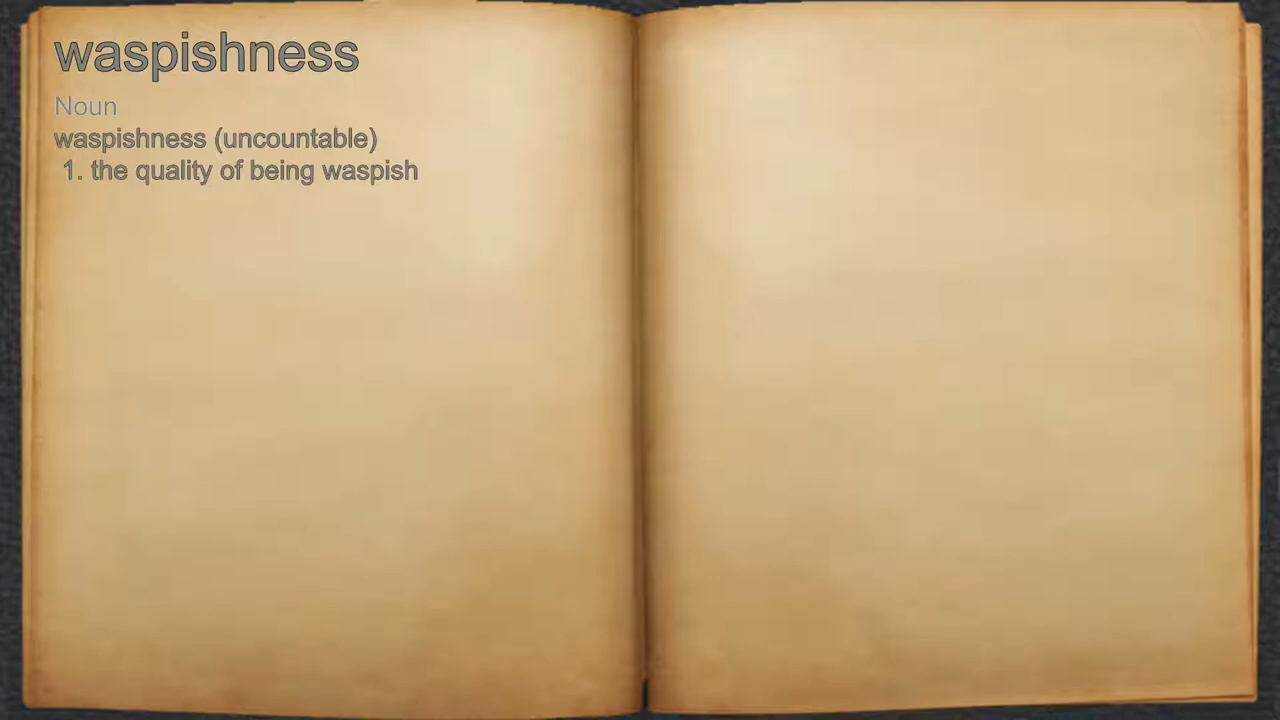 waspishness
Noun
waspishness (uncountable)
1. the quality of being waspish